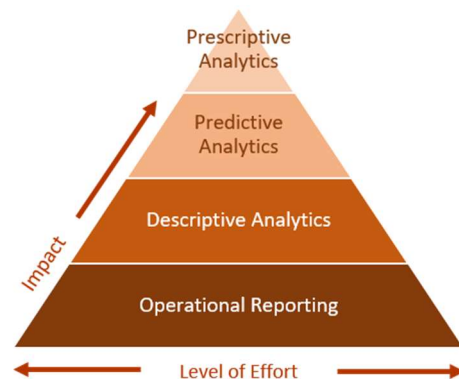 Prescriptive
Analytics
Predictive
Analytics
Descriptive Analytics
Impact
Operational Reporting
Level of Effort